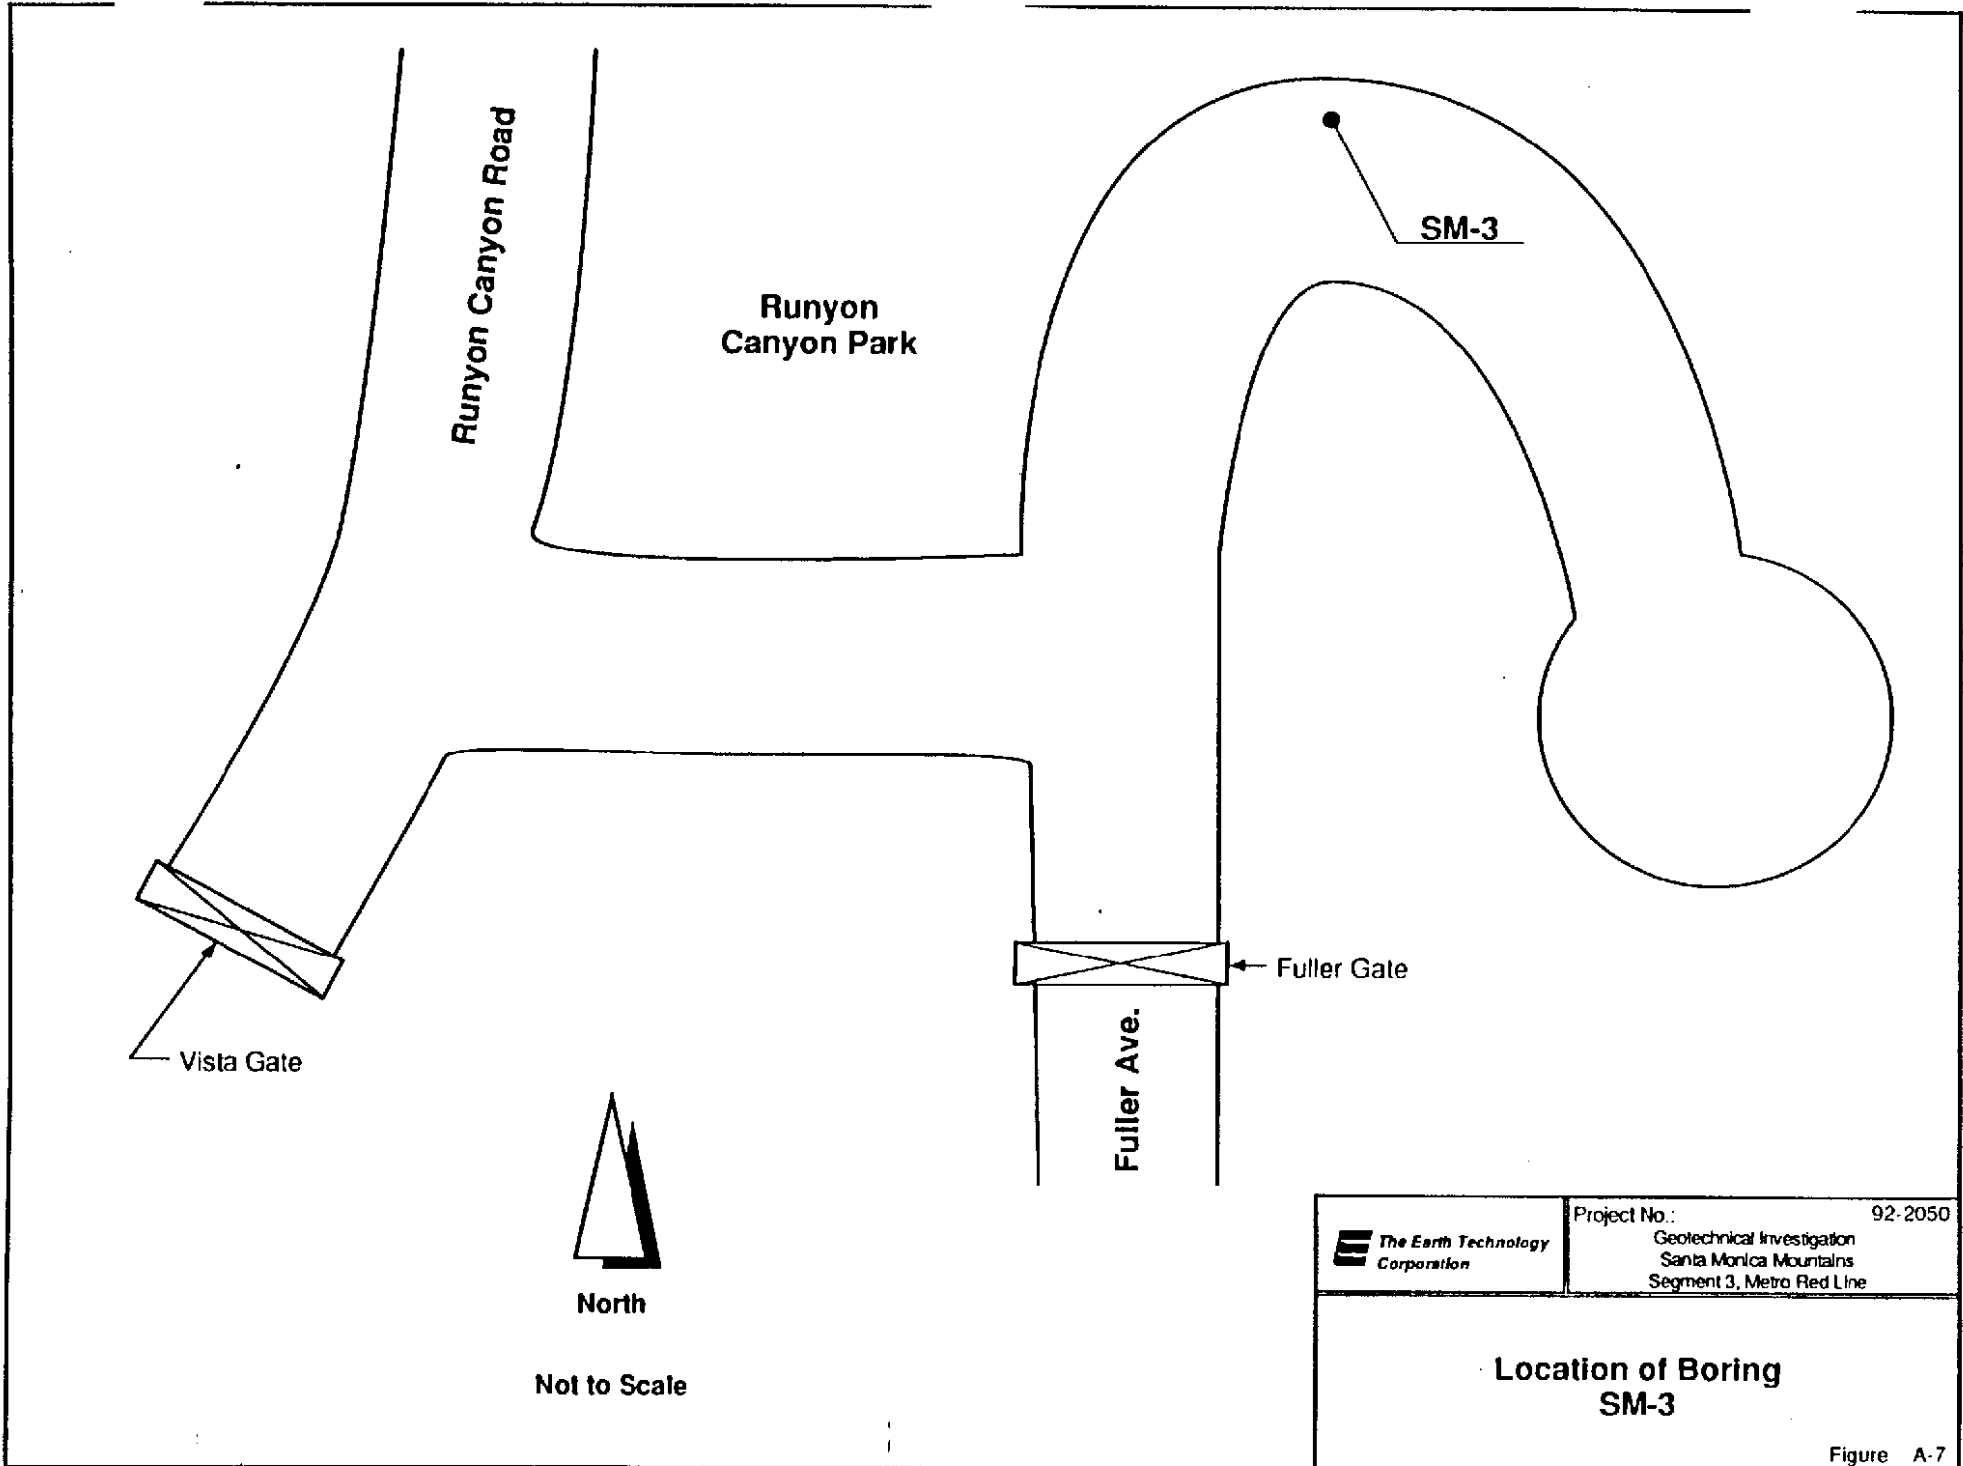 Runyon Canyon Road
SM-3
Runyon
Canyon Park
Fuller Gate
Vista Gate
Fuller Ave.
North
Not to Scale
The Earth Technology
Corporation
Project No.: 92-2050
Geotechnical Investigation
Santa Monica Mountains
Segment 3, Metro Red Line
Location of Boring
SM-3
Figure A-7